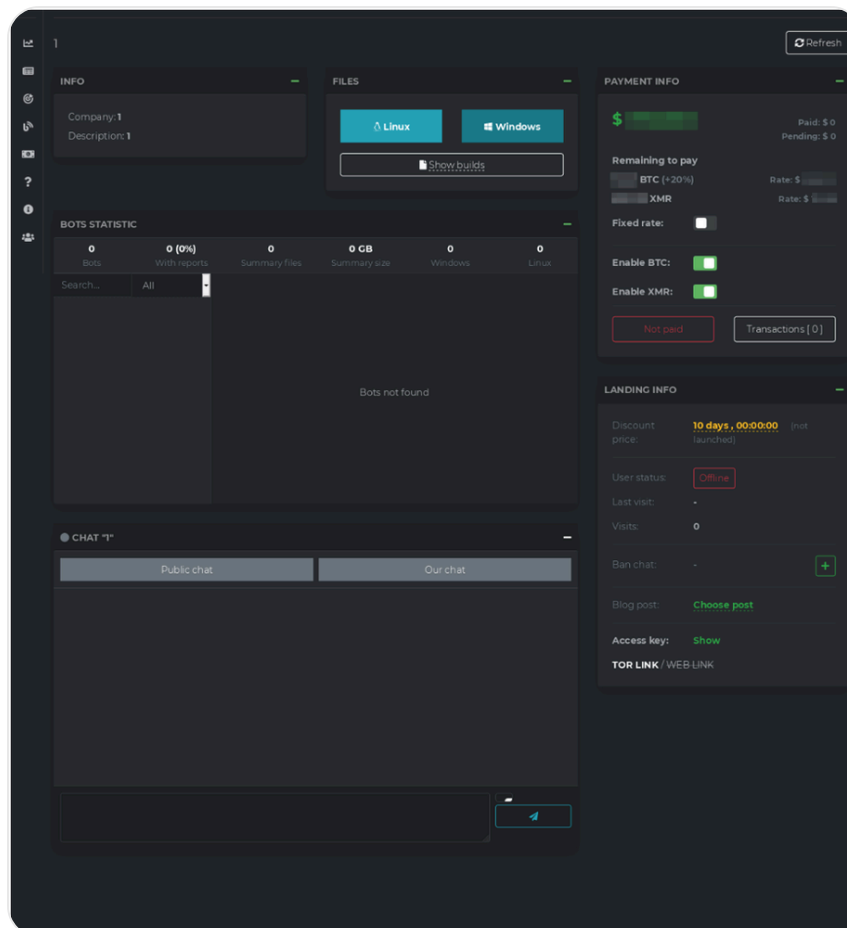 1
Refresh
INFO
Company: 1
Description: 1
FILES
Linux
Windows
Show builds
BOTS STATISTIC
0 0 (0%) 0 0 GB 0 0
Bots With reports Summary files Summary size Windows Linux
Search... All
Bots not found
CHAT "1"
Public chat Our chat
PAYMENT INFO
$
Paid: $ 0
Pending: $ 0
Remaining to pay
BTC (+20%) Rate: $
XMR Rate: $
Fixed rate:
Enable BTC:
Enable XMR:
Not paid Transactions [ 0 ]
LANDING INFO
Discount price: 10 days , 00:00:00 (not launched)
User status: Offline
Last visit: -
Visits: 0
Ban chat: - +
Blog post: Choose post
Access key: Show
TOR LINK / WEB LINK